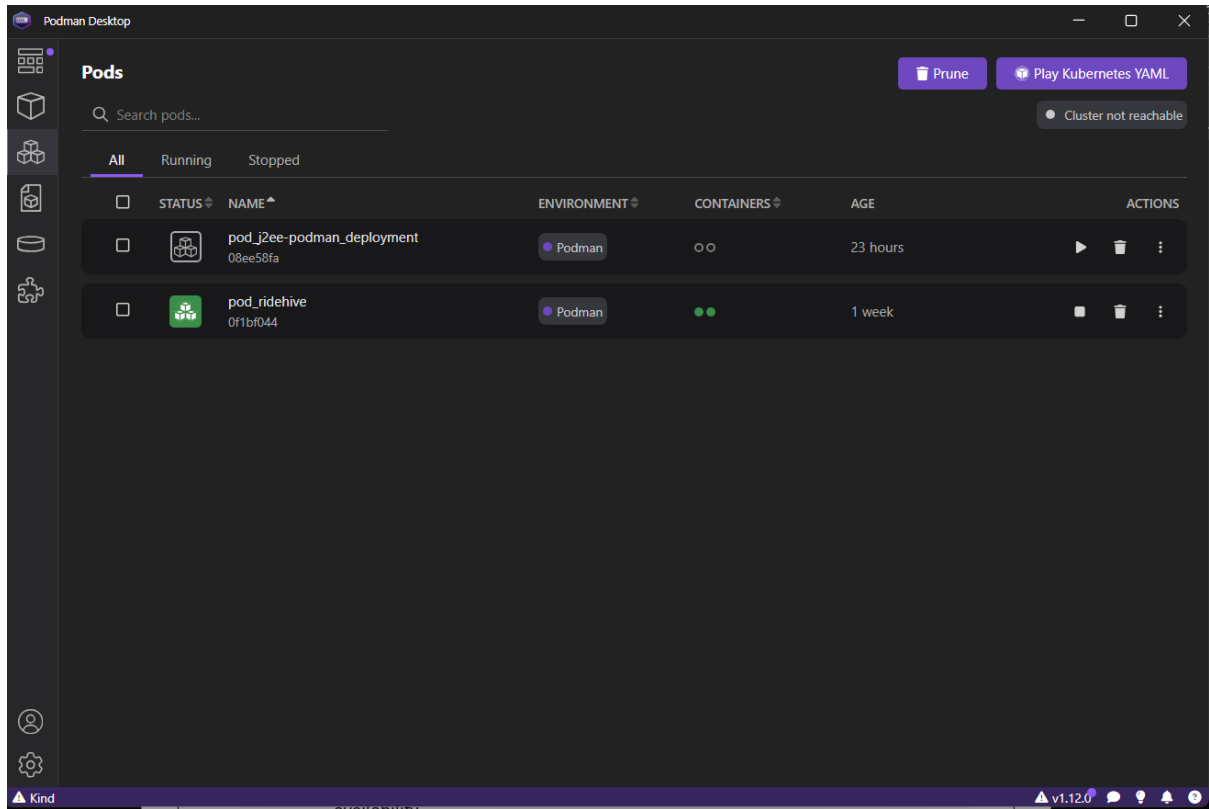 Podman Desktop
Pods
Prune
Play Kubernetes YAML
Search pods...
Cluster not reachable
All Running Stopped
STATUS NAME ENVIRONMENT CONTAINERS AGE ACTIONS
pod_j2ee-podman_deployment
08ee58fa
Podman
23 hours
pod_ridehive
0f1bf044
Podman
1 week
Kind
v1.12.0